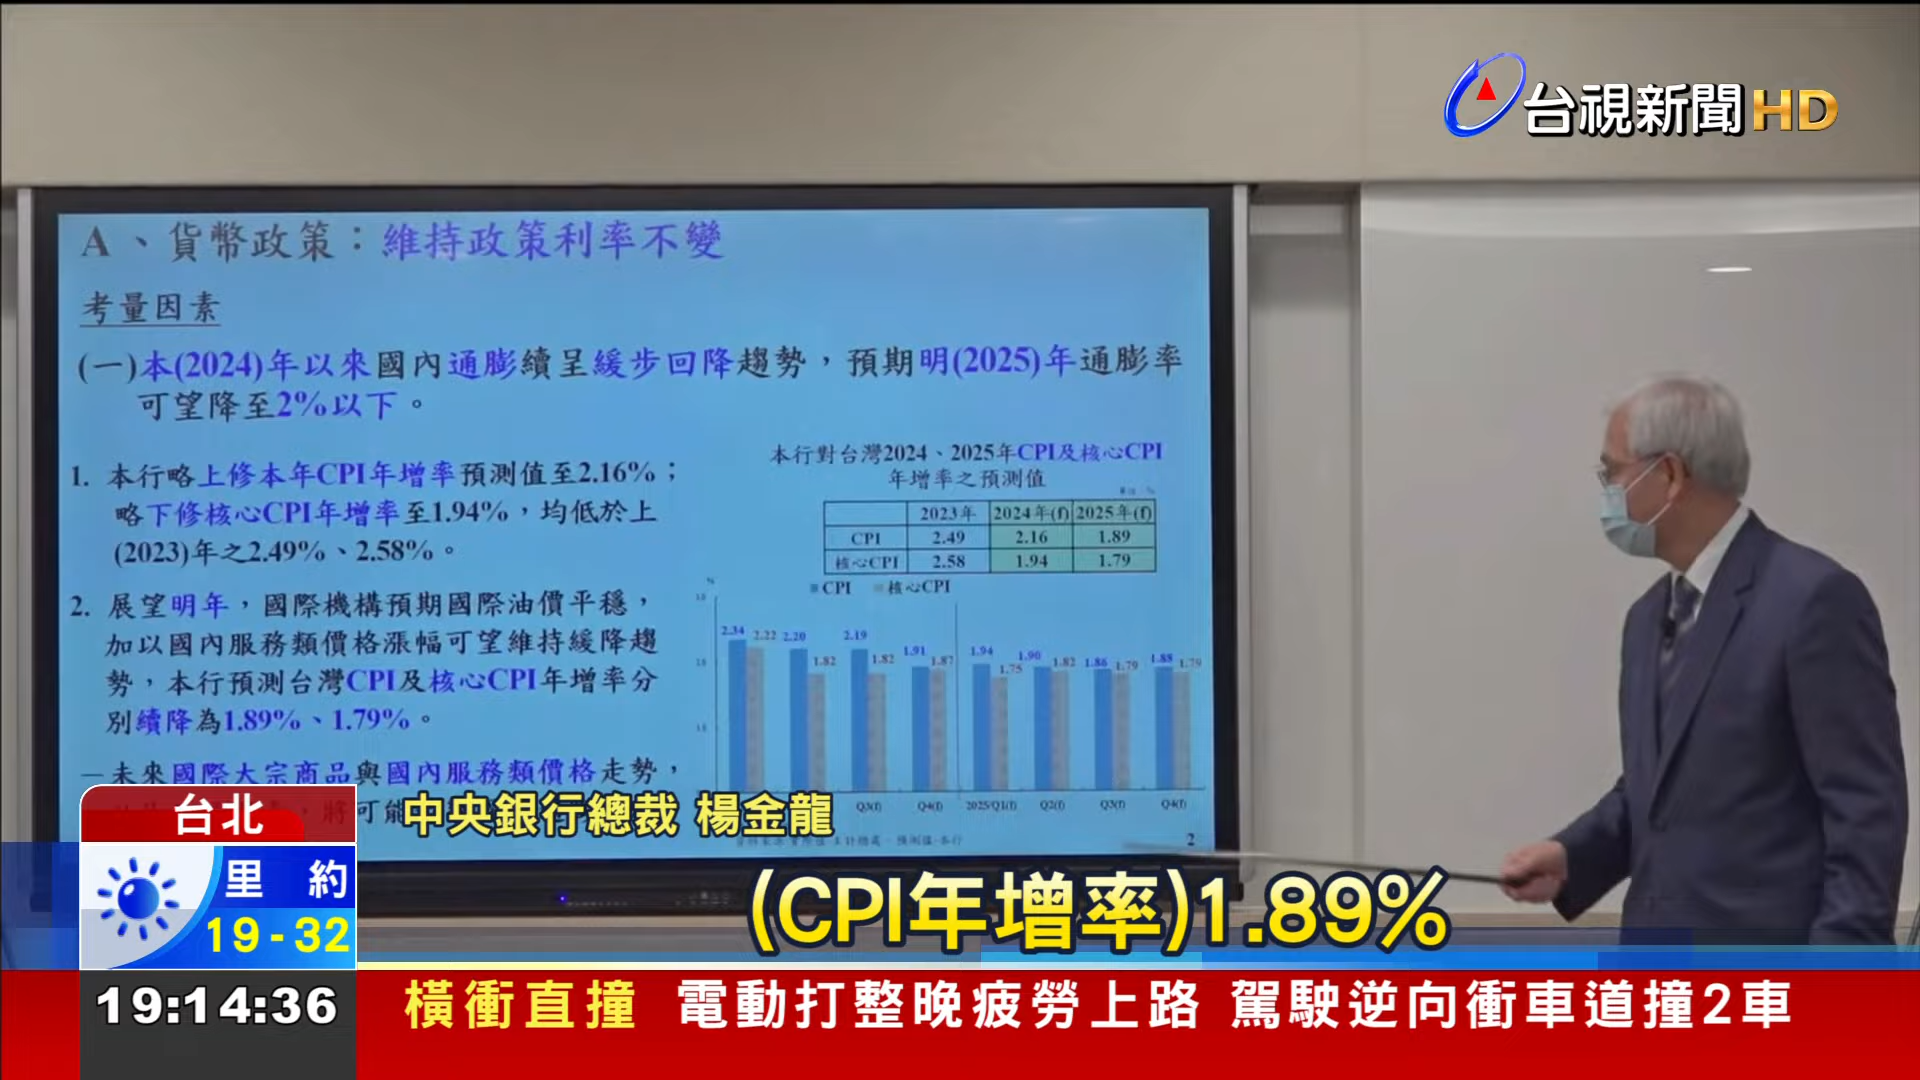 台視新聞HD
A、貨幣政策：維持政策利率不變
考量因素
(一)本(2024)年以來國內通膨續呈緩步回降趨勢，預期明(2025)年通膨率
可望降至2%以下。
1. 本行略上修本年CPI年增率預測值至2.16%；
略下修核心CPI年增率至1.94%，均低於上
(2023)年之2.49%、2.58%。
2. 展望明年，國際機構預期國際油價平穩，
加以國內服務類價格漲幅可望維持緩降趨
勢，本行預測台灣CPI及核心CPI年增率分
別續降為1.89%、1.79%。
—未來國際大宗商品與國內服務類價格走勢，
將可能
本行對台灣2024、2025年CPI及核心CPI
年增率之預測值
2023年 2024年(f) 2025年(f)
CPI 2.49 2.16 1.89
核心CPI 2.58 1.94 1.79
CPI 核心CPI
%
2.34 2.22 2.20 1.82 2.19 1.82 1.91 1.87 1.94 1.75 1.90 1.82 1.86 1.79 1.88 1.79
Q3(f) Q4(f) 2025/Q1(f) Q2(f) Q3(f) Q4(f)
2
中央銀行總裁 楊金龍
(CPI年增率)1.89%
台北
里約
19-32
19:14:36
橫衝直撞 電動打整晚疲勞上路 駕駛逆向衝車道撞2車